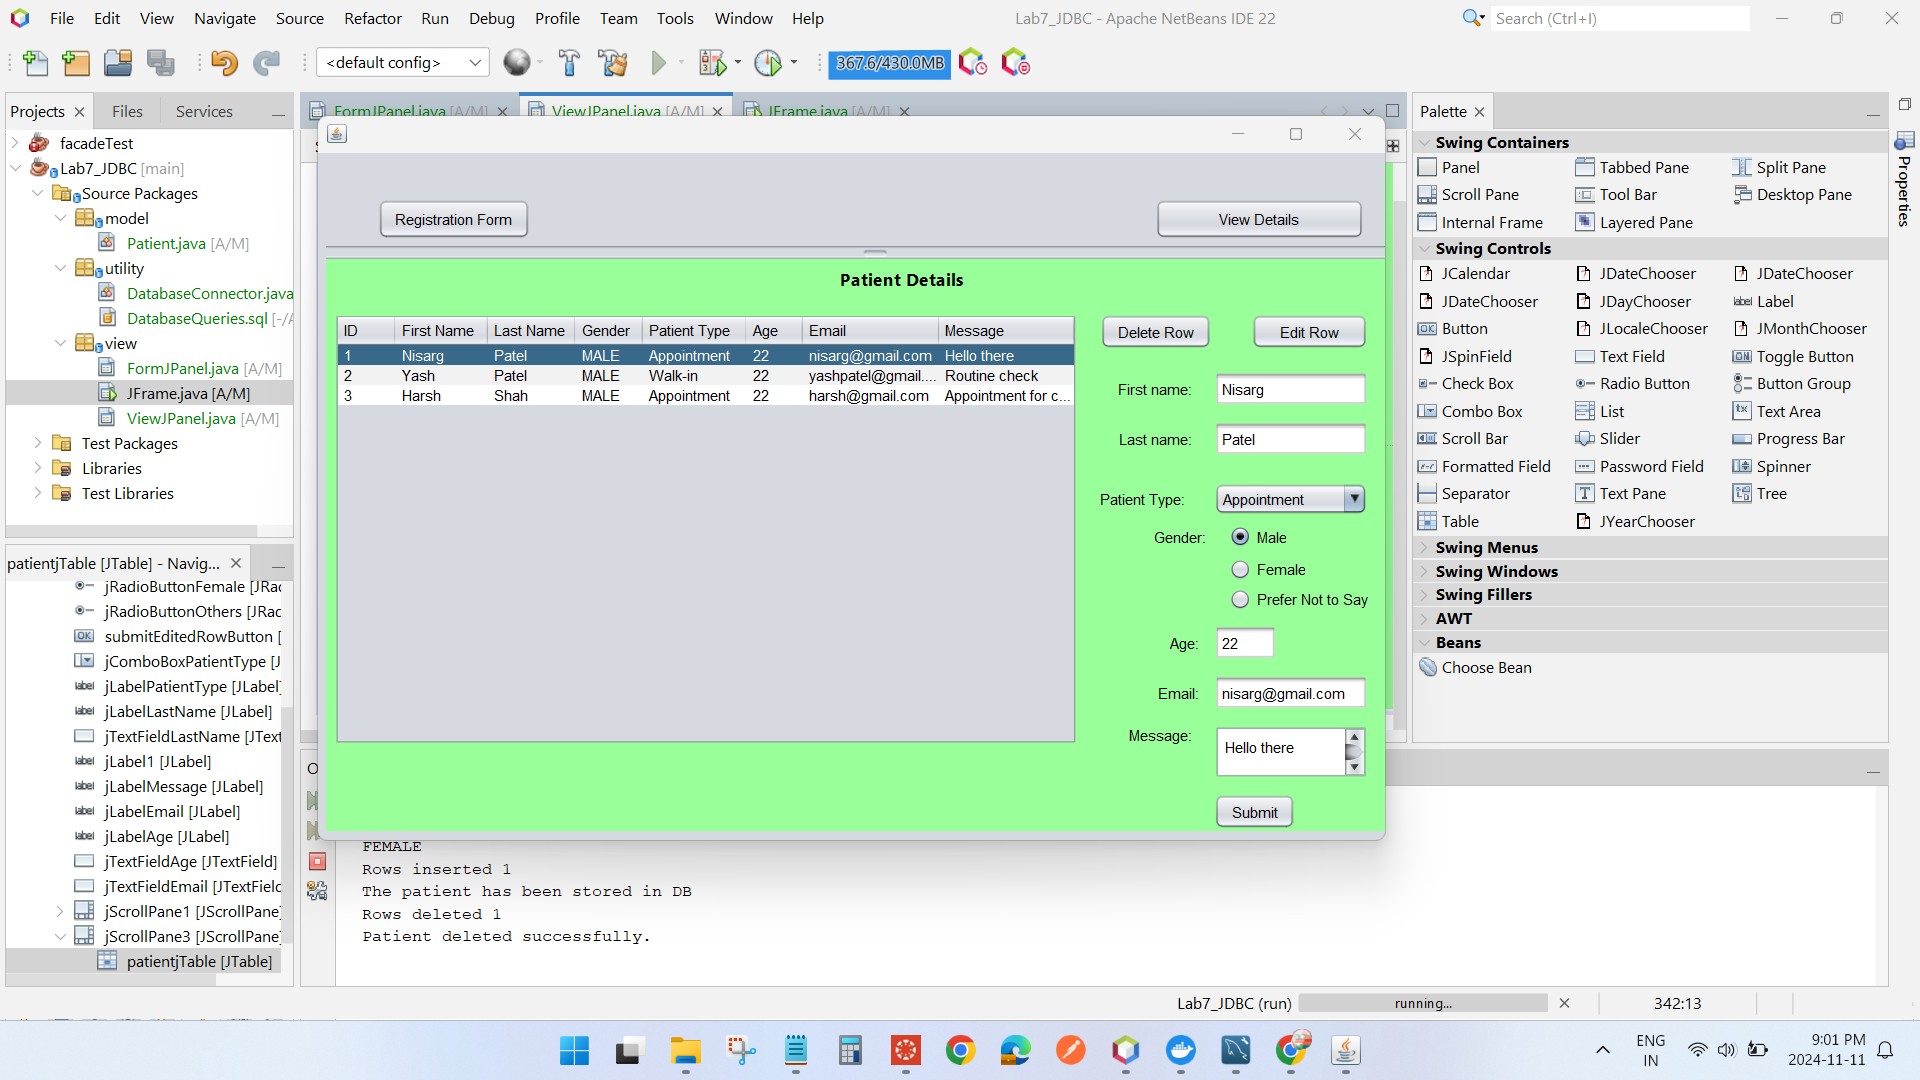 File Edit View Navigate Source Refactor Run Debug Profile Team Tools Window Help
Lab7_JDBC - Apache NetBeans IDE 22
Search (Ctrl+I)
<default config>
367.6/430.0MB
Projects
Files
Services
facadeTest
Lab7_JDBC [main]
Source Packages
model
Patient.java [A/M]
utility
DatabaseConnector.java
DatabaseQueries.sql [-/A
view
FormJPanel.java [A/M]
JFrame.java [A/M]
ViewJPanel.java [A/M]
Test Packages
Libraries
Test Libraries
patientjTable [JTable] - Navig...
jRadioButtonFemale [JRac
jRadioButtonOthers [JRac
submitEditedRowButton [
jComboBoxPatientType [J
jLabelPatientType [JLabel]
jLabelLastName [JLabel]
jTextFieldLastName [JText
jLabel1 [JLabel]
jLabelMessage [JLabel]
jLabelEmail [JLabel]
jLabelAge [JLabel]
jTextFieldAge [JTextField]
jTextFieldEmail [JTextFielc
jScrollPane1 [JScrollPane]
jScrollPane3 [JScrollPane]
patientjTable [JTable]
FormJPanel.java [A/M]
ViewJPanel.java [A/M]
JFrame.java [A/M]
Registration Form
View Details
Patient Details
ID First Name Last Name Gender Patient Type Age Email Message
1 Nisarg Patel MALE Appointment 22 nisarg@gmail.com Hello there
2 Yash Patel MALE Walk-in 22 yashpatel@gmail.... Routine check
3 Harsh Shah MALE Appointment 22 harsh@gmail.com Appointment for c...
Delete Row
Edit Row
First name: Nisarg
Last name: Patel
Patient Type: Appointment
Gender: Male
Female
Prefer Not to Say
Age: 22
Email: nisarg@gmail.com
Message: Hello there
Submit
FEMALE
Rows inserted 1
The patient has been stored in DB
Rows deleted 1
Patient deleted successfully.
Palette
Swing Containers
Panel Tabbed Pane Split Pane
Scroll Pane Tool Bar Desktop Pane
Internal Frame Layered Pane
Swing Controls
JCalendar JDateChooser JDateChooser
JDateChooser JDayChooser Label
Button JLocaleChooser JMonthChooser
JSpinField Text Field Toggle Button
Check Box Radio Button Button Group
Combo Box List Text Area
Scroll Bar Slider Progress Bar
Formatted Field Password Field Spinner
Separator Text Pane Tree
Table JYearChooser
Swing Menus
Swing Windows
Swing Fillers
AWT
Beans
Choose Bean
Properties
Lab7_JDBC (run)
running...
342:13
ENG
IN
9:01 PM
2024-11-11